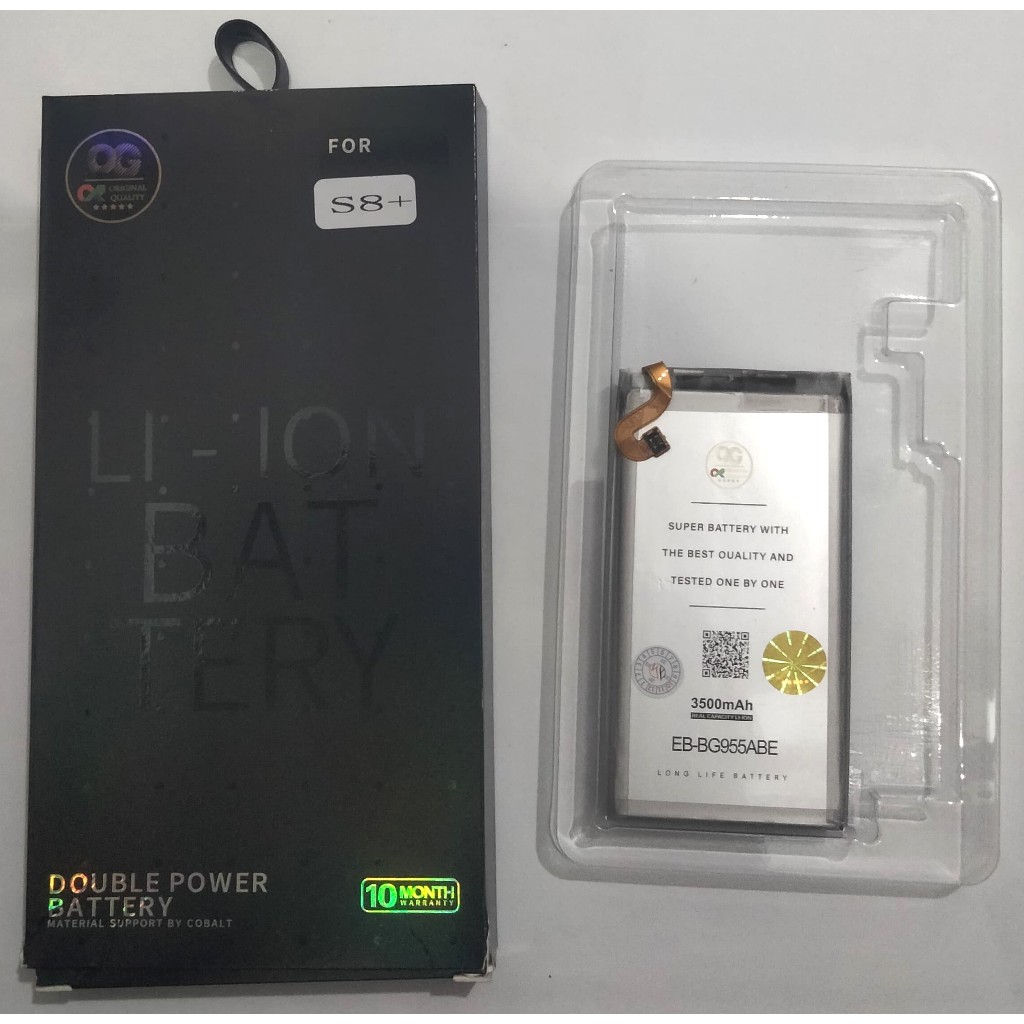 OG
OR ORIGINAL
QUALITY
FOR
S8+
LI-ION
BAT
TERY
DOUBLE POWER
BATTERY
MATERIAL SUPPORT BY COBALT
10 MONTH
WARRANTY
OG
SUPER BATTERY WITH
THE BEST OUALITY AND
TESTED ONE BY ONE
3500mAh
REAL CAPACITY LI-ION
EB-BG955ABE
LONG LIFE BATTERY